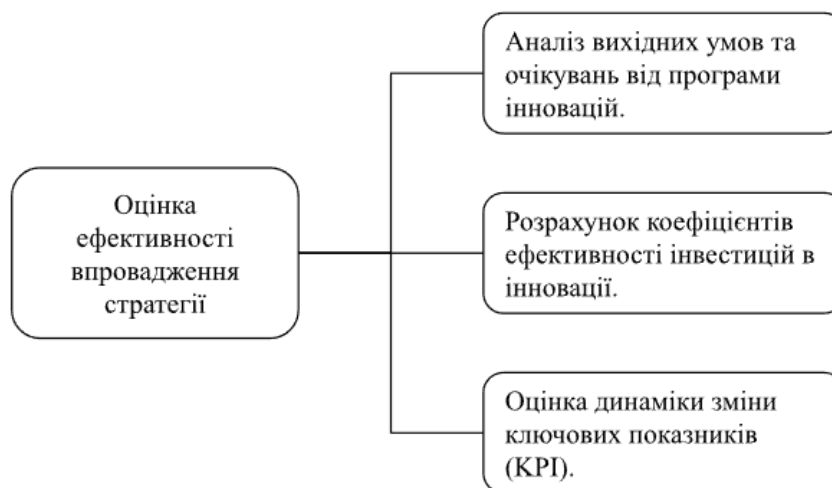 Аналіз вихідних умов та
очікувань від програми
інновацій.
Оцінка
ефективності
впровадження
стратегії
Розрахунок коефіцієнтів
ефективності інвестицій в
інновації.
Оцінка динаміки зміни
ключових показників
(KPI).